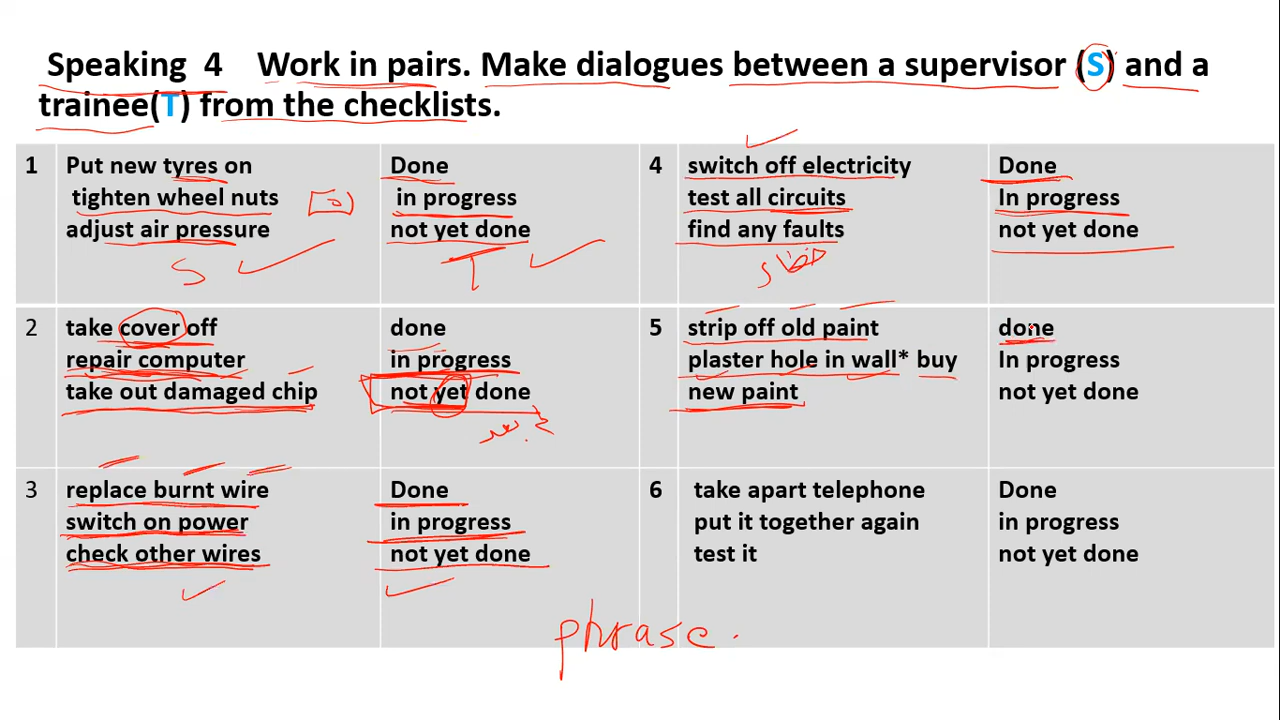 Speaking 4 Work in pairs. Make dialogues between a supervisor (S) and a
trainee(T) from the checklists.
1 Put new tyres on Done
tighten wheel nuts in progress
adjust air pressure not yet done
S T
4 switch off electricity Done
test all circuits In progress
find any faults not yet done
2 take cover off done
repair computer in progress
take out damaged chip not yet done
5 strip off old paint done
plaster hole in wall* buy In progress
new paint not yet done
3 replace burnt wire Done
switch on power in progress
check other wires not yet done
6 take apart telephone Done
put it together again in progress
test it not yet done
phrase.